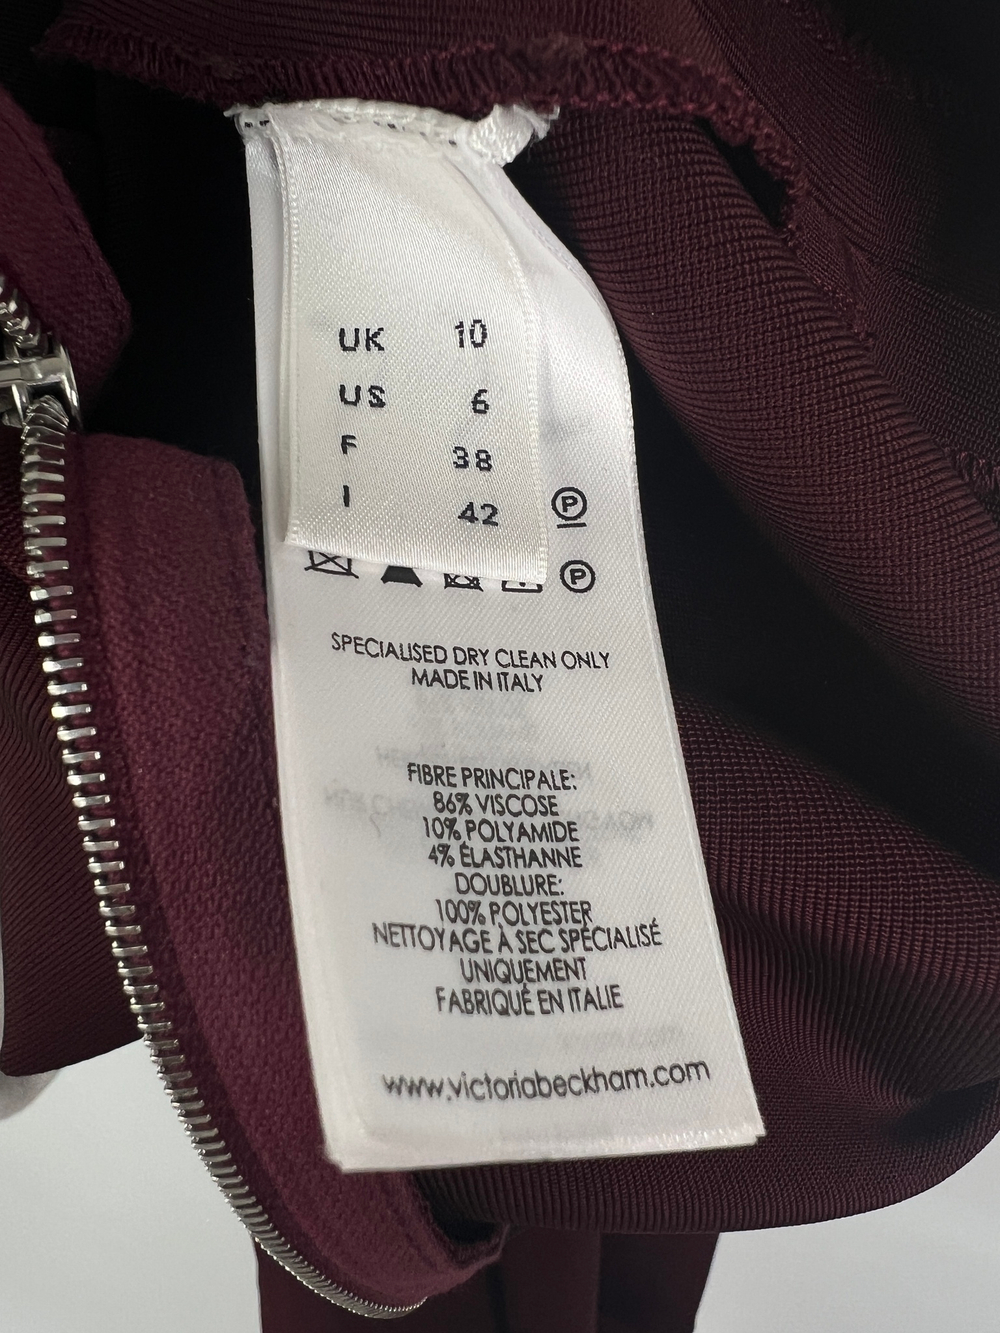 UK 10
US 6
F 38
I 42
P
P
SPECIALISED DRY CLEAN ONLY
MADE IN ITALY
FIBRE PRINCIPALE:
86% VISCOSE
10% POLYAMIDE
4% ÉLASTHANNE
DOUBLURE:
100% POLYESTER
NETTOYAGE À SEC SPÉCIALISÉ
UNIQUEMENT
FABRIQUÉ EN ITALIE
www.victoriabeckham.com